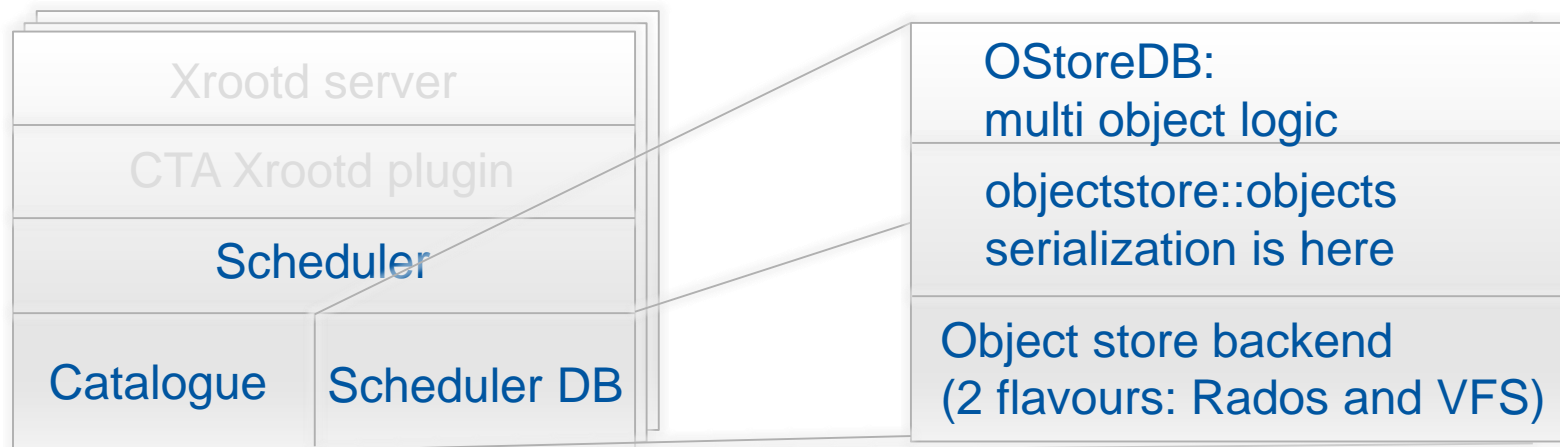 Xrootd server
CTA Xrootd plugin
Scheduler
Catalogue
Scheduler DB
OStoreDB:
multi object logic
objectstore::objects
serialization is here
Object store backend
(2 flavours: Rados and VFS)